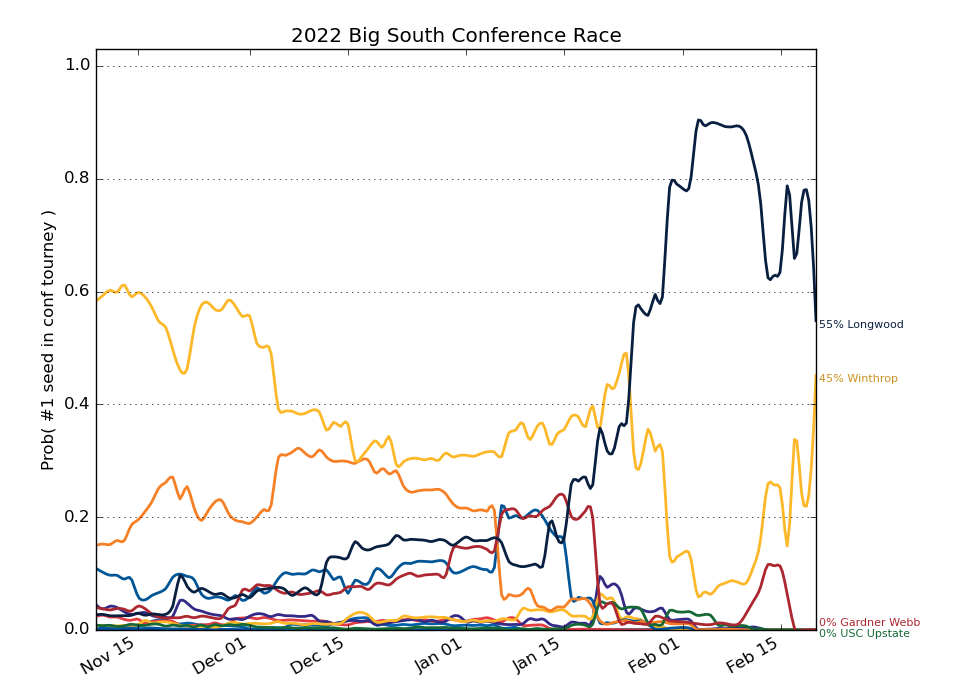 2022 Big South Conference Race
Prob( #1 seed in conf tourney )
1.0
0.8
0.6
0.4
0.2
0.0
Nov 15
Dec 01
Dec 15
Jan 01
Jan 15
Feb 01
Feb 15
55% Longwood
45% Winthrop
0% Gardner Webb
0% USC Upstate